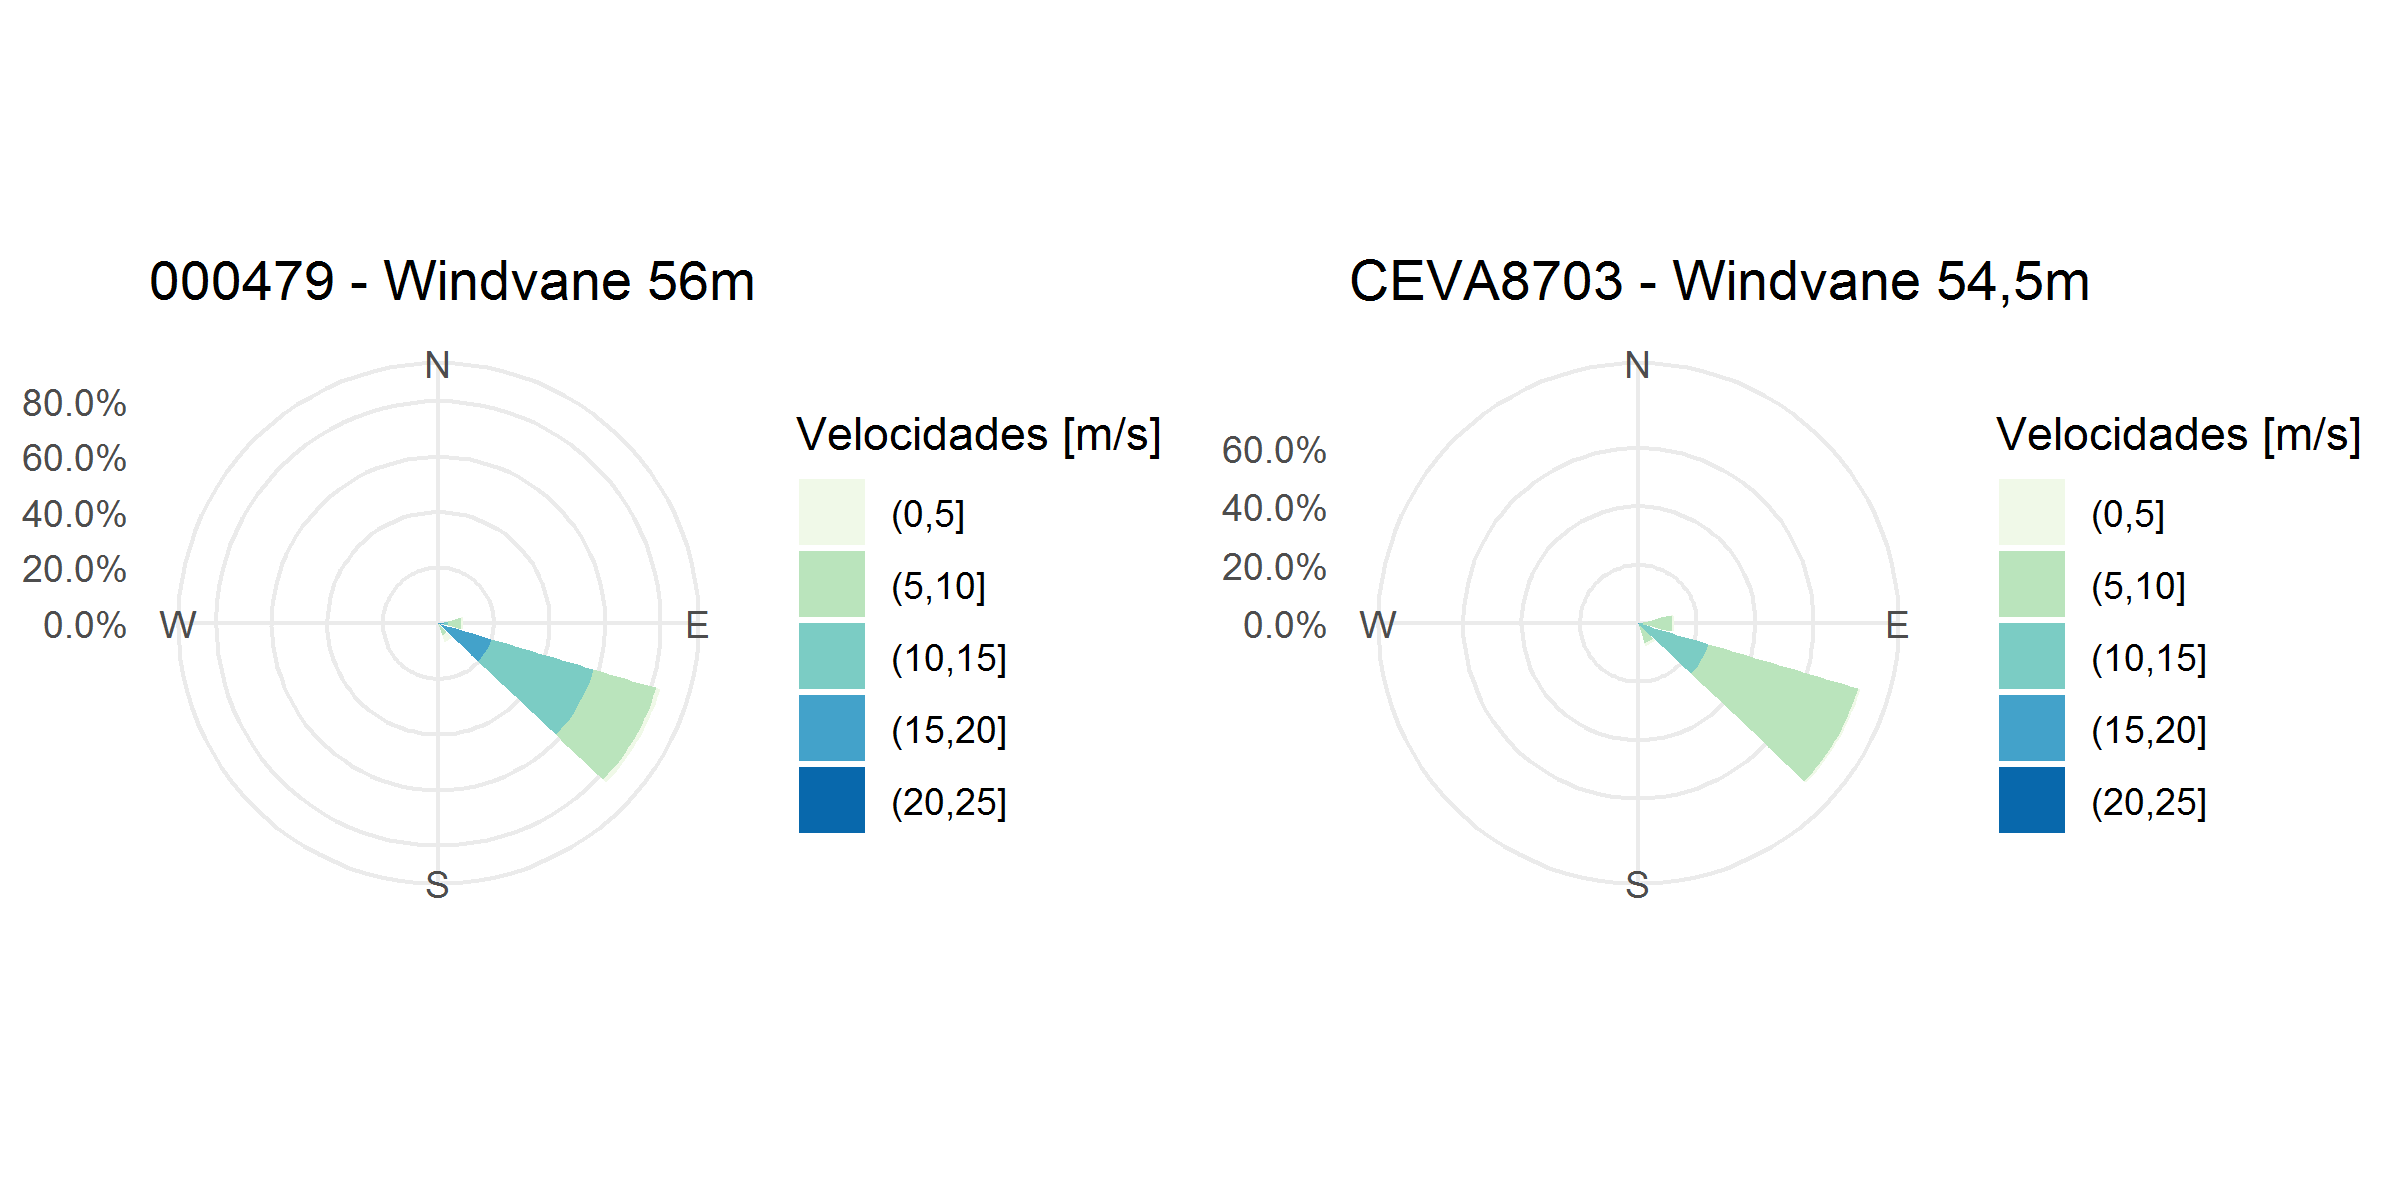 000479 - Windvane 56m
N
80.0%
60.0%
40.0%
20.0%
0.0%
W
E
S
Velocidades [m/s]
(0,5]
(5,10]
(10,15]
(15,20]
(20,25]
CEVA8703 - Windvane 54,5m
N
60.0%
40.0%
20.0%
0.0%
W
E
S
Velocidades [m/s]
(0,5]
(5,10]
(10,15]
(15,20]
(20,25]